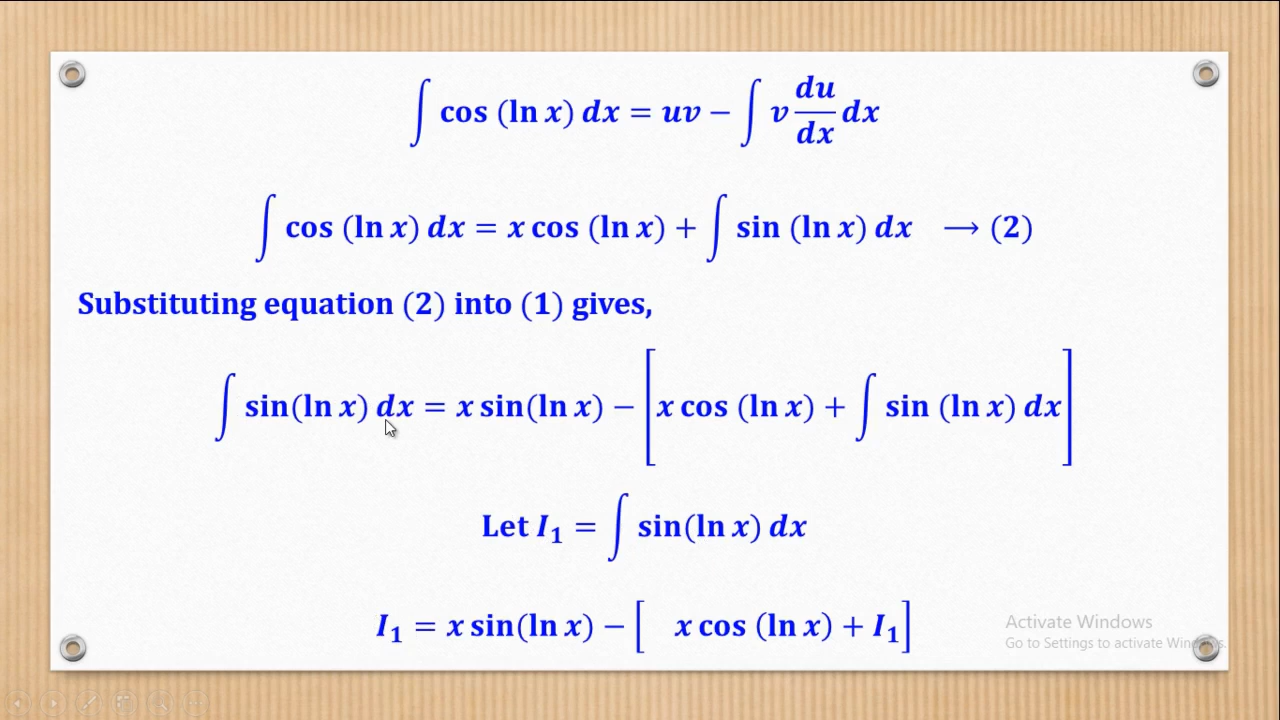 ∫ cos (ln x) dx = uv − ∫ v du/dx dx
∫ cos (ln x) dx = x cos (ln x) + ∫ sin (ln x) dx → (2)
Substituting equation (2) into (1) gives,
∫ sin(ln x) dx = x sin(ln x) − [x cos (ln x) + ∫ sin (ln x) dx]
Let I₁ = ∫ sin(ln x) dx
I₁ = x sin(ln x) − [ x cos (ln x) + I₁]
Activate Windows
Go to Settings to activate Windows.